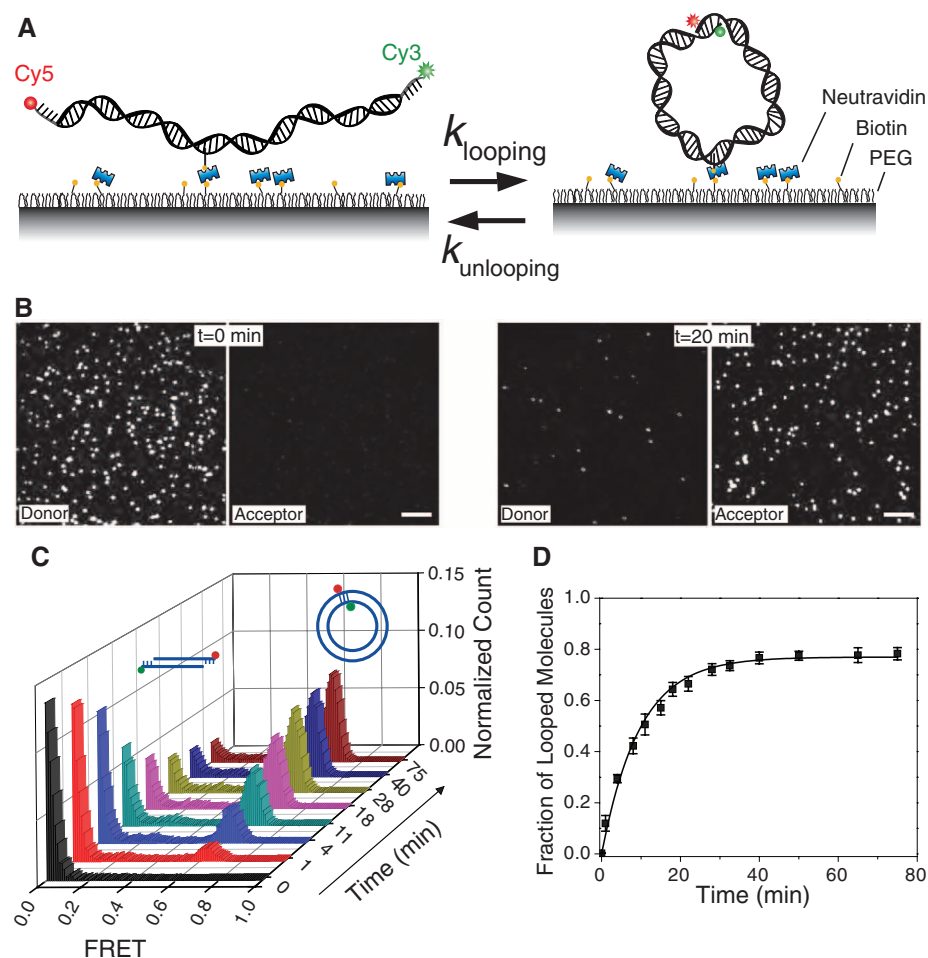 A
Cy5
Cy3
k looping
k unlooping
Neutravidin
Biotin
PEG
B
t=0 min
Donor
Acceptor
t=20 min
Donor
Acceptor
C
0.15
0.10
0.05
0.00
Normalized Count
75
40
28
18
11
4
1
0
Time (min)
0.0
0.2
0.4
0.6
0.8
1.0
FRET
D
1.0
0.8
0.6
0.4
0.2
0.0
Fraction of Looped Molecules
0
20
40
60
80
Time (min)